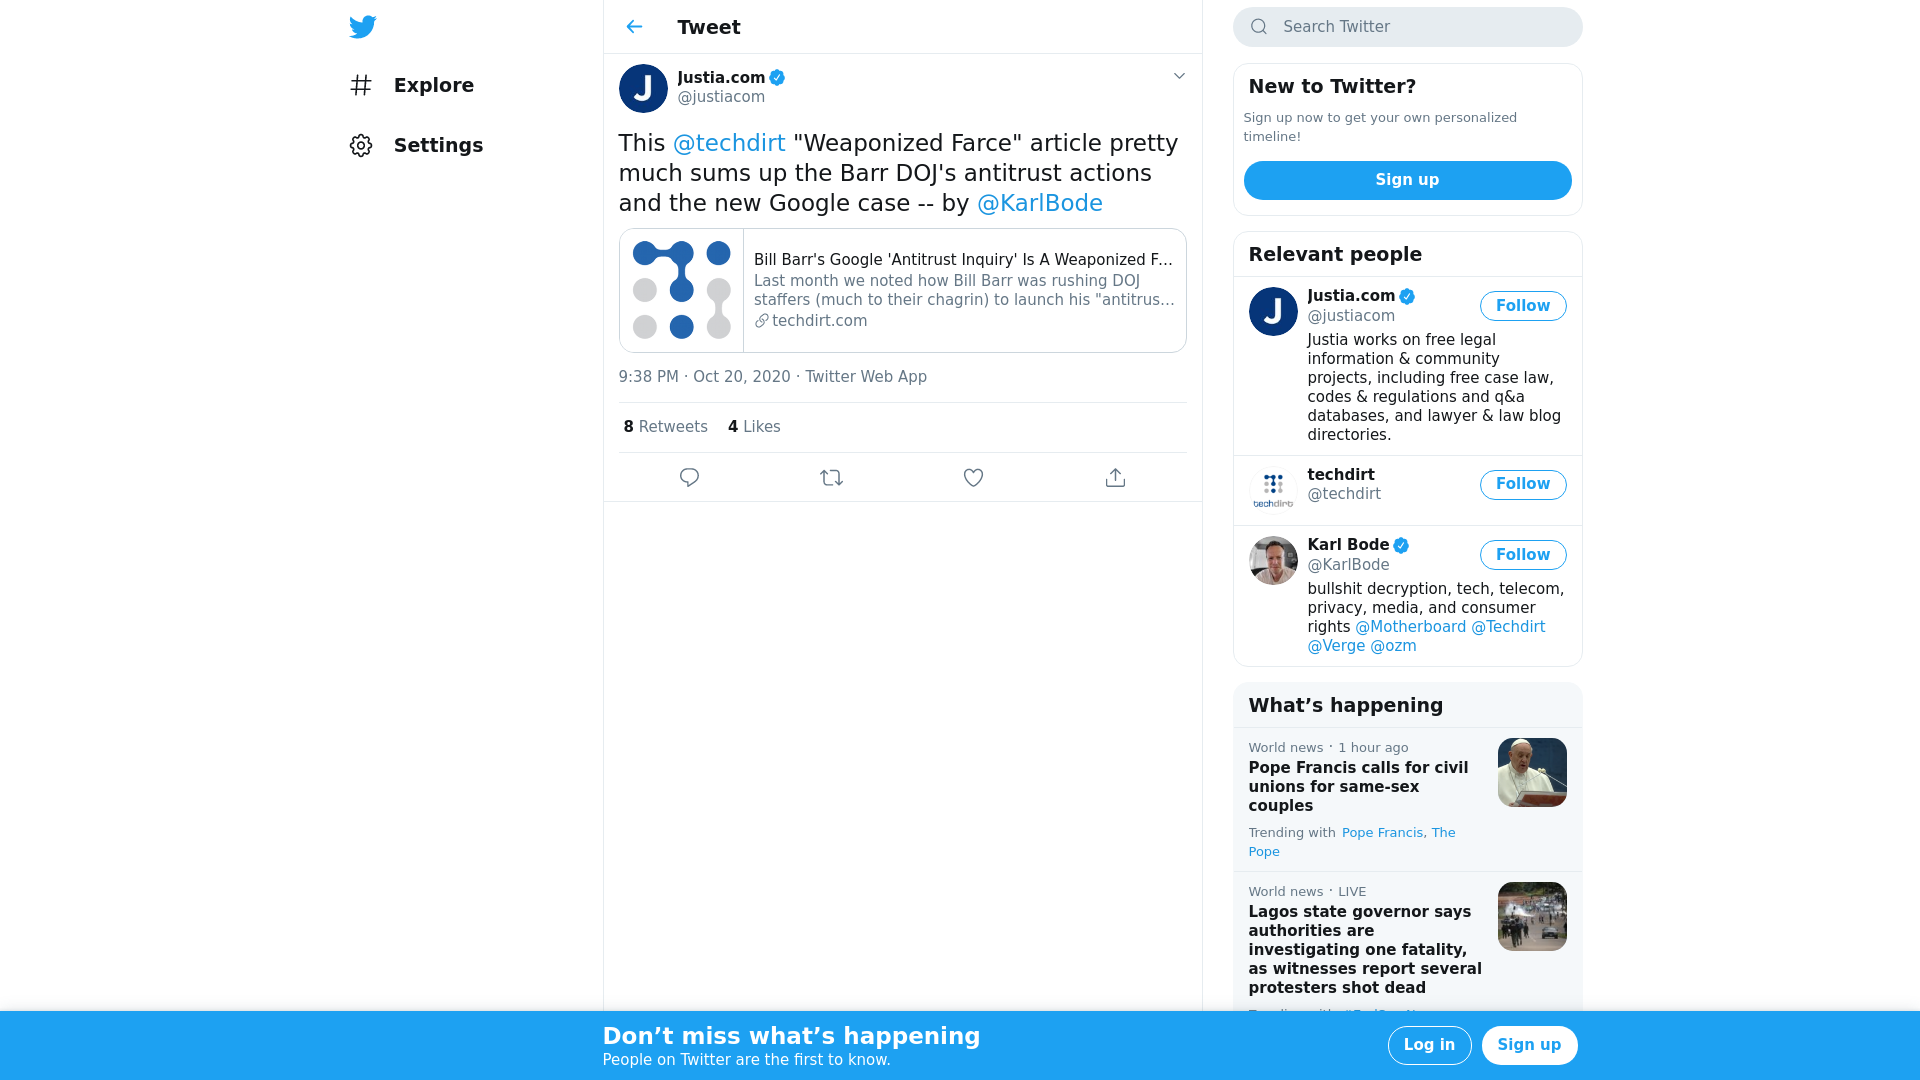 Explore
Settings
Tweet
Justia.com
@justiacom
This @techdirt "Weaponized Farce" article pretty
much sums up the Barr DOJ's antitrust actions
and the new Google case -- by @KarlBode
Bill Barr's Google 'Antitrust Inquiry' Is A Weaponized F…
Last month we noted how Bill Barr was rushing DOJ
staffers (much to their chagrin) to launch his "antitrus…
techdirt.com
9:38 PM · Oct 20, 2020 · Twitter Web App
8 Retweets 4 Likes
Search Twitter
New to Twitter?
Sign up now to get your own personalized
timeline!
Sign up
Relevant people
Justia.com
@justiacom
Follow
Justia works on free legal
information & community
projects, including free case law,
codes & regulations and q&a
databases, and lawyer & law blog
directories.
techdirt
techdirt
@techdirt
Follow
Karl Bode
@KarlBode
Follow
bullshit decryption, tech, telecom,
privacy, media, and consumer
rights @Motherboard @Techdirt
@Verge @ozm
What’s happening
World news · 1 hour ago
Pope Francis calls for civil
unions for same-sex
couples
Trending with Pope Francis, The
Pope
World news · LIVE
Lagos state governor says
authorities are
investigating one fatality,
as witnesses report several
protesters shot dead
Don’t miss what’s happening
People on Twitter are the first to know.
Log in
Sign up